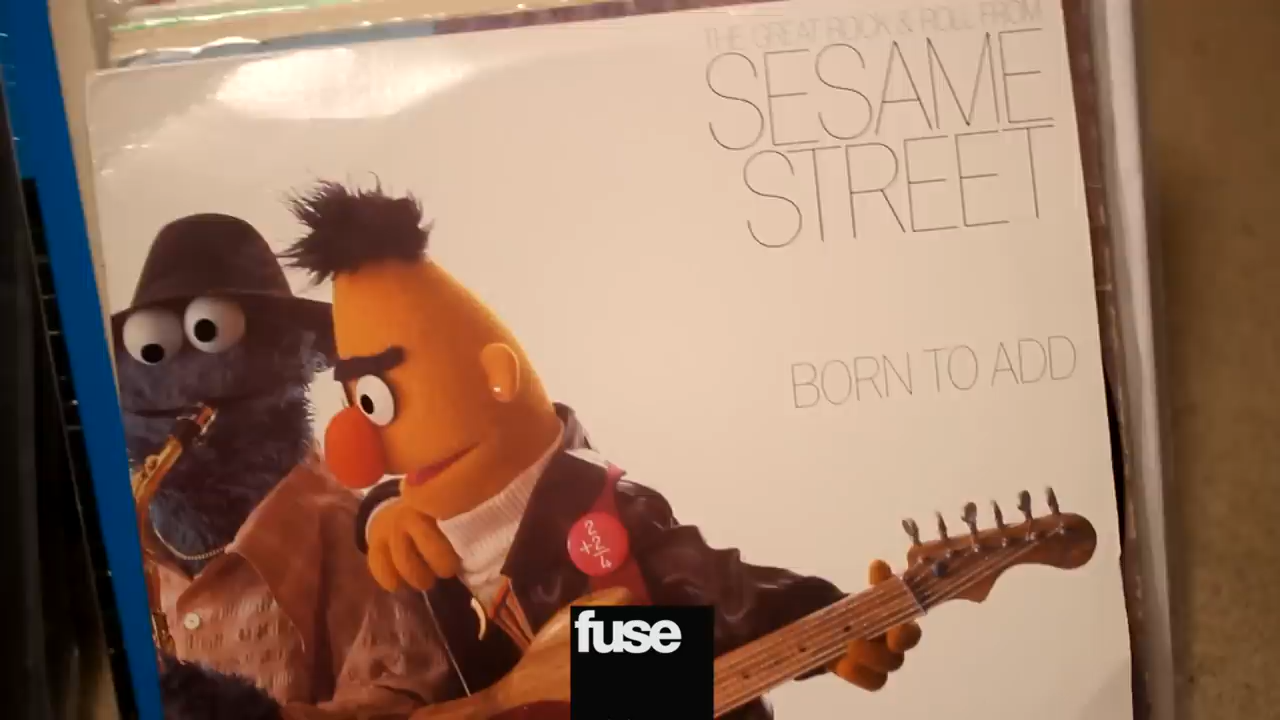 THE GREAT ROCK & ROLL FROM
SESAME
STREET
BORN TO ADD
2
+2
4
fuse